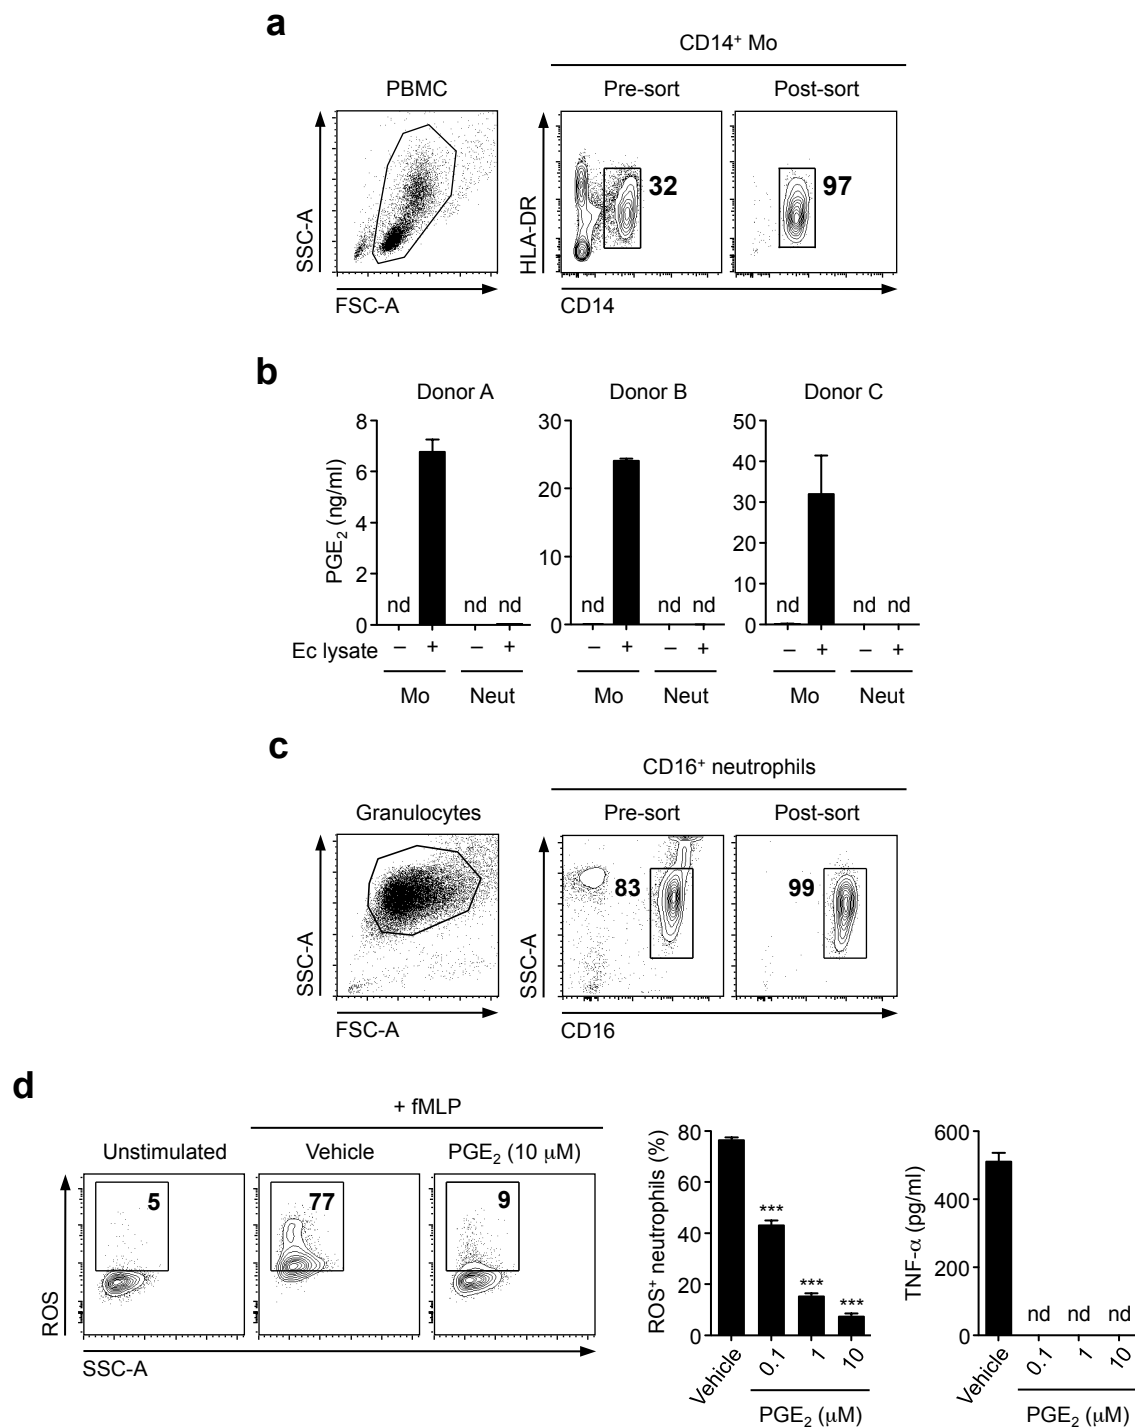 a
CD14⁺ Mo
PBMC Pre-sort Post-sort
SSC-A HLA-DR 32 97
FSC-A CD14
b
Donor A Donor B Donor C
PGE₂ (ng/ml)
8 6 4 2 0
30 20 10 0
50 40 30 20 10 0
nd nd nd nd nd nd nd nd nd
Ec lysate – + – + – + – + – + – +
Mo Neut Mo Neut Mo Neut
c
CD16⁺ neutrophils
Granulocytes Pre-sort Post-sort
SSC-A SSC-A 83 99
FSC-A CD16
d
+ fMLP
Unstimulated Vehicle PGE₂ (10 μM)
ROS 5 77 9
SSC-A
ROS⁺ neutrophils (%)
80 60 40 20 0
*** *** ***
Vehicle 0.1 1 10
PGE₂ (μM)
TNF-α (pg/ml)
600 400 200 0
nd nd nd
Vehicle 0.1 1 10
PGE₂ (μM)